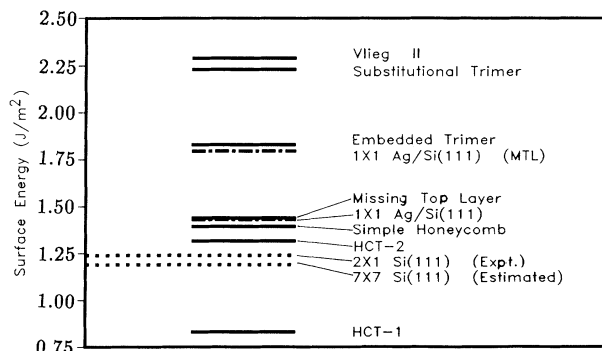 Surface Energy (J/m²)
2.50
2.25
2.00
1.75
1.50
1.25
1.00
0.75
Vlieg II
Substitutional Trimer
Embedded Trimer
1X1 Ag/Si(111) (MTL)
Missing Top Layer
1X1 Ag/Si(111)
Simple Honeycomb
HCT-2
2X1 Si(111) (Expt.)
7X7 Si(111) (Estimated)
HCT-1